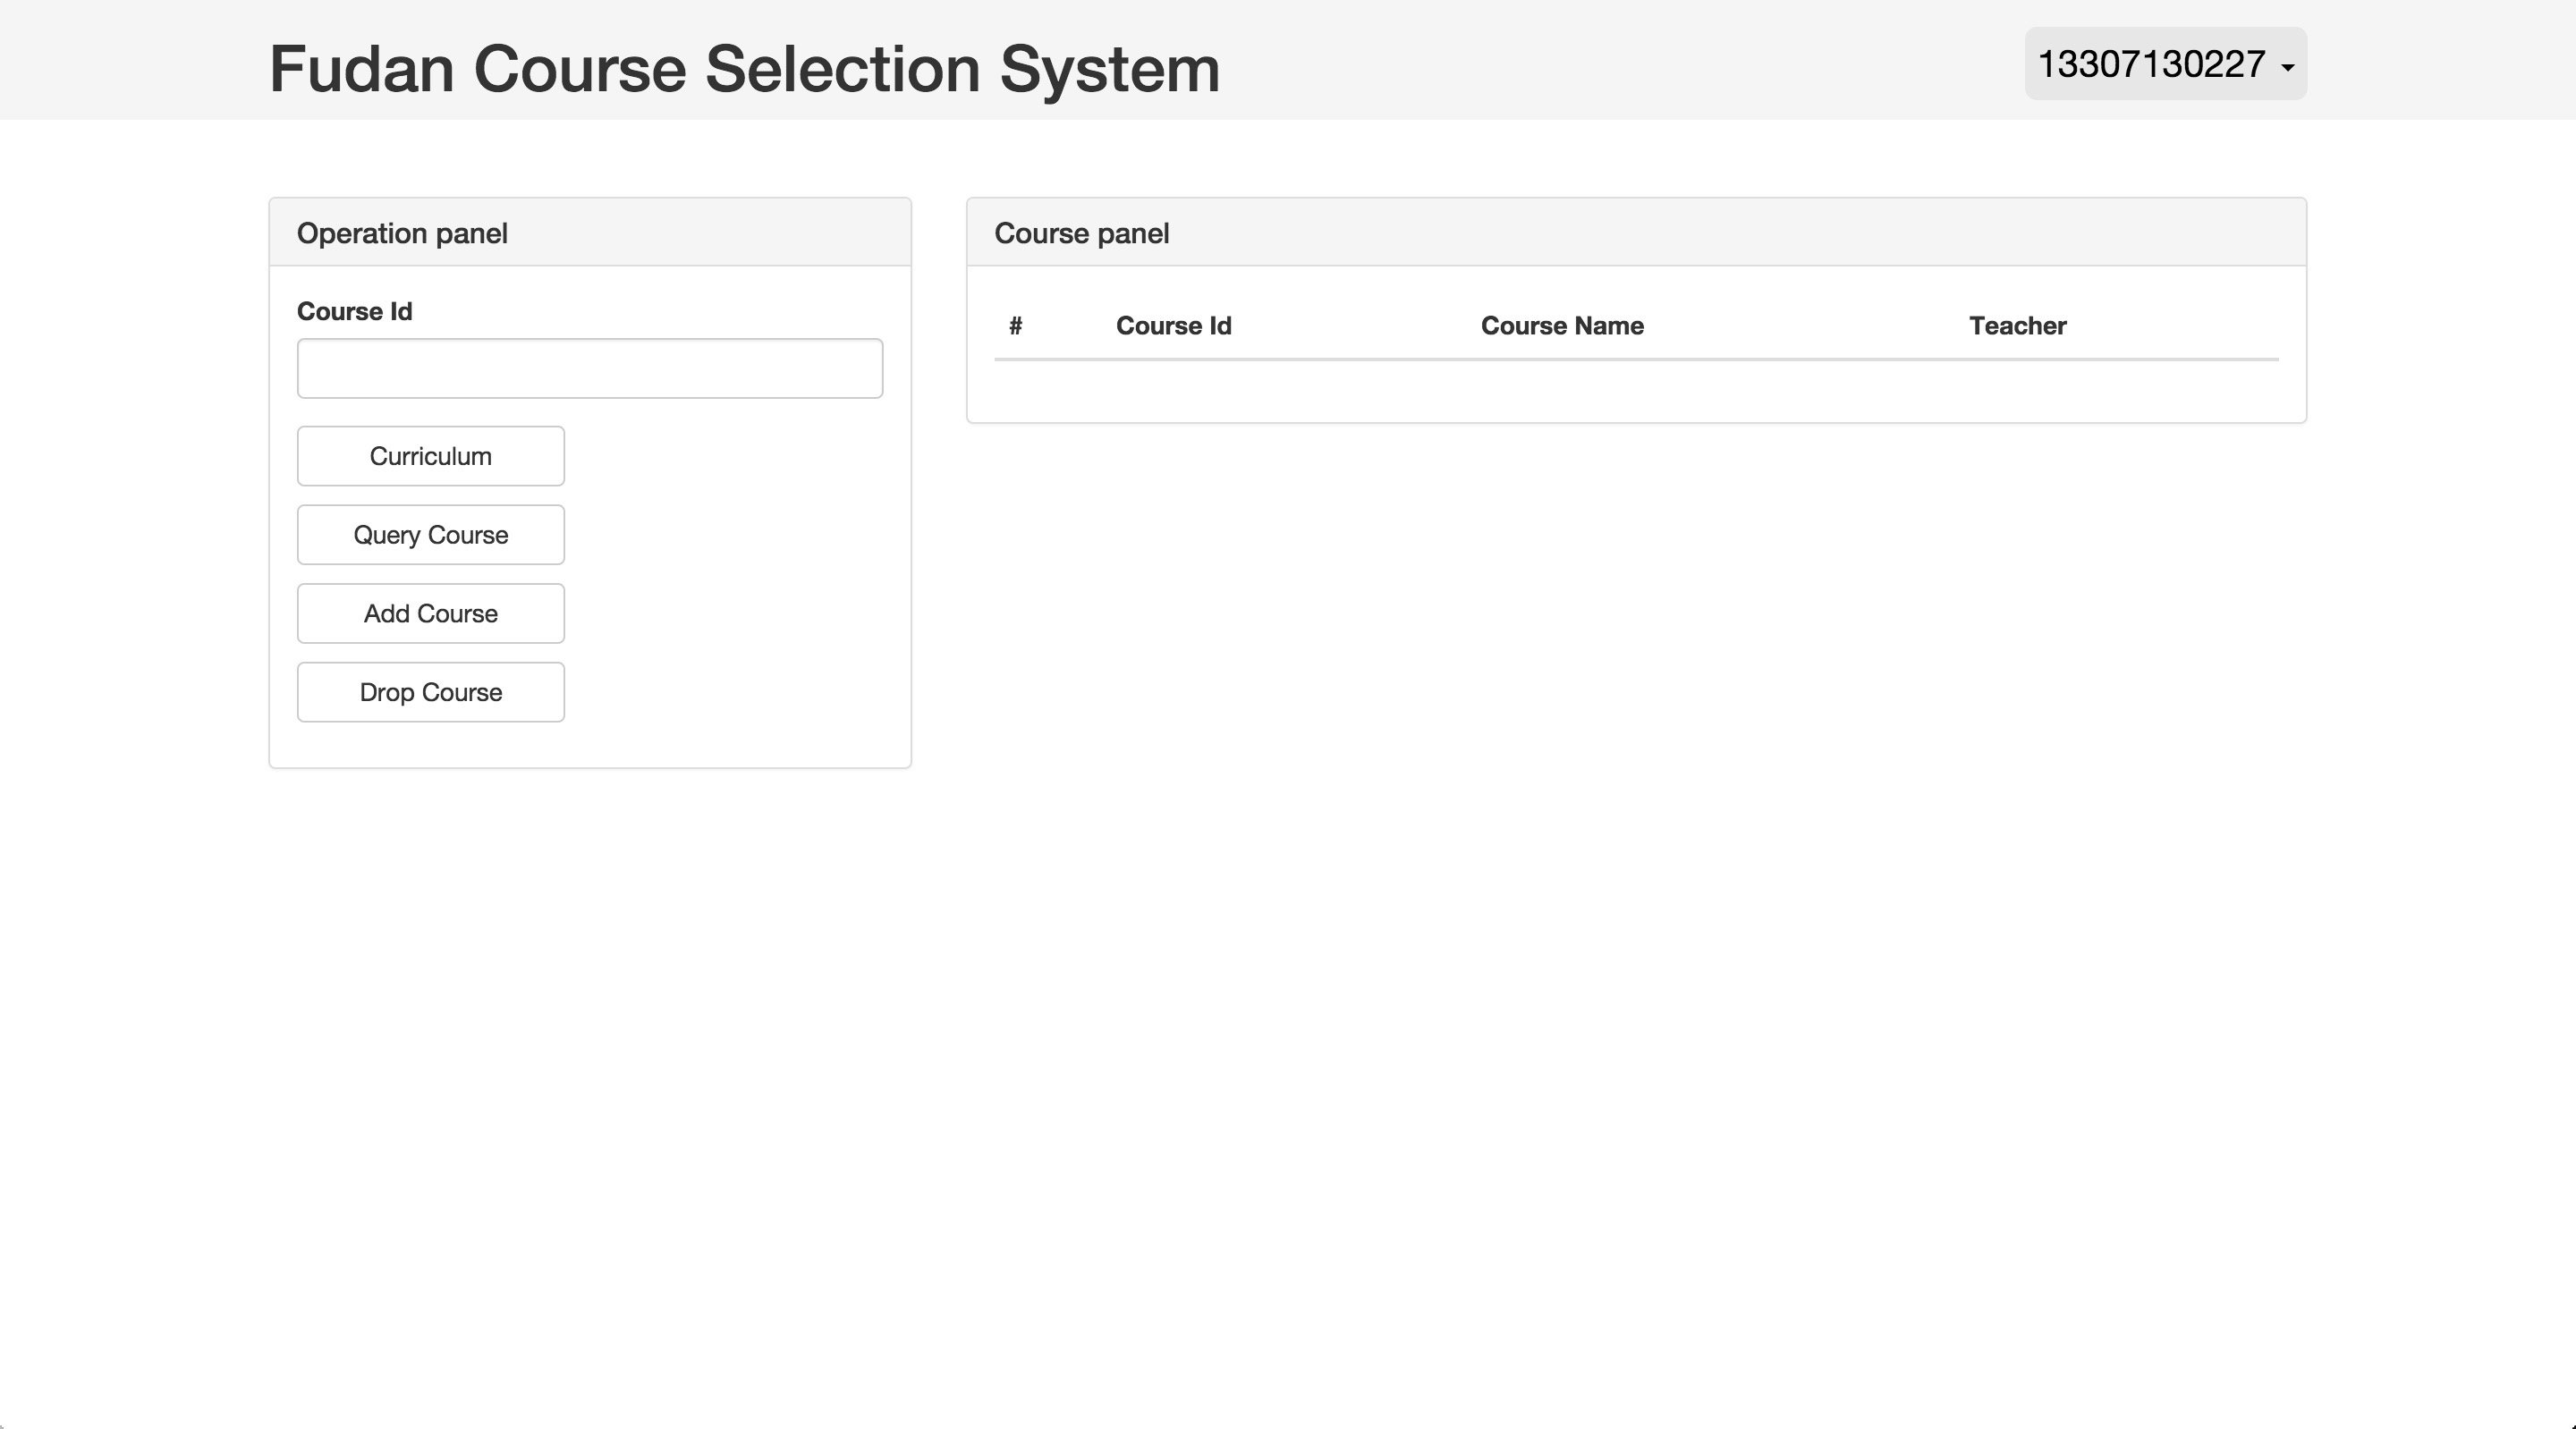 Fudan Course Selection System
13307130227
Operation panel
Course Id
Curriculum
Query Course
Add Course
Drop Course
Course panel
# Course Id Course Name Teacher